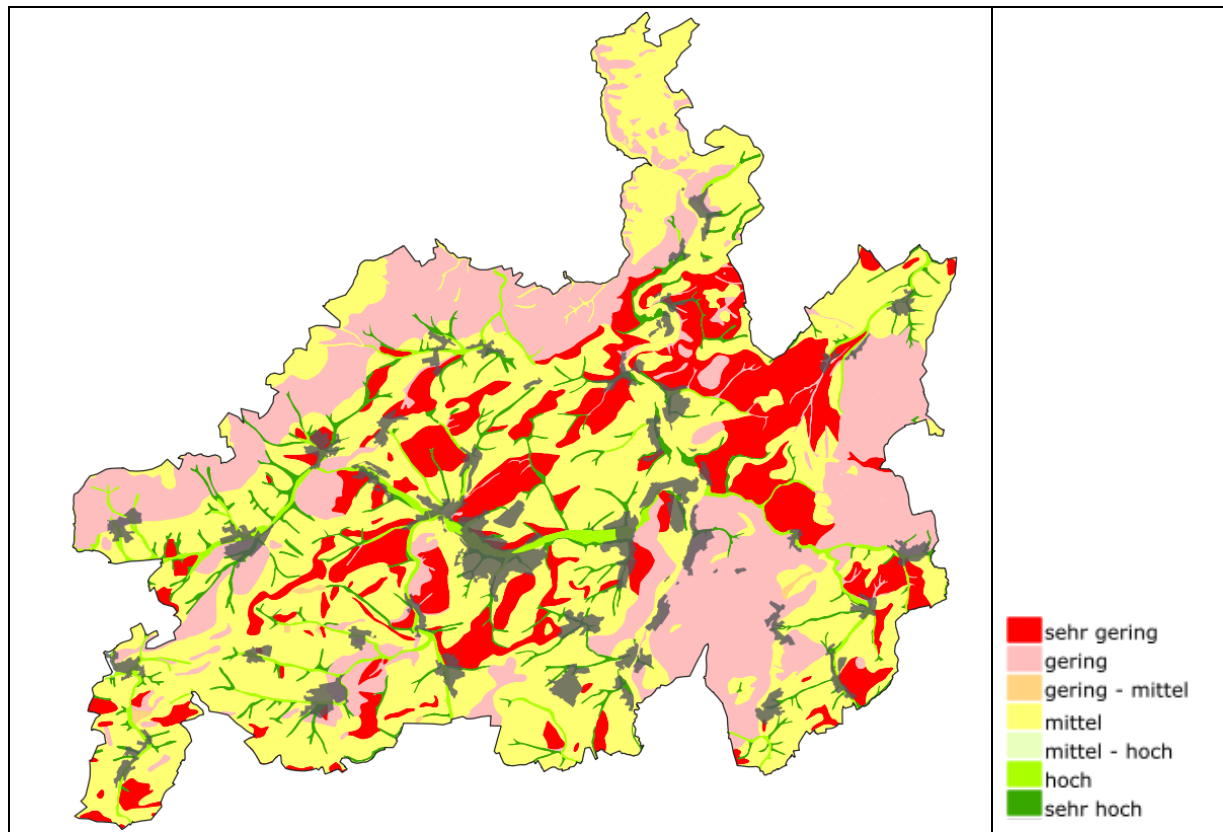 sehr gering
gering
gering - mittel
mittel
mittel - hoch
hoch
sehr hoch